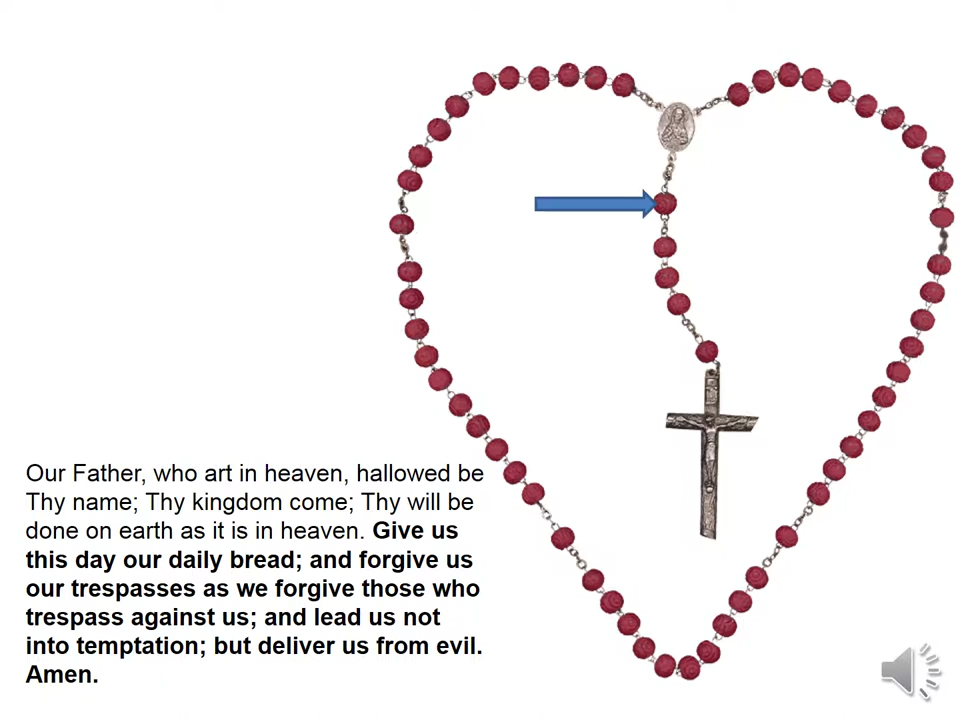 Our Father, who art in heaven, hallowed be
Thy name; Thy kingdom come; Thy will be
done on earth as it is in heaven. Give us
this day our daily bread; and forgive us
our trespasses as we forgive those who
trespass against us; and lead us not
into temptation; but deliver us from evil.
Amen.